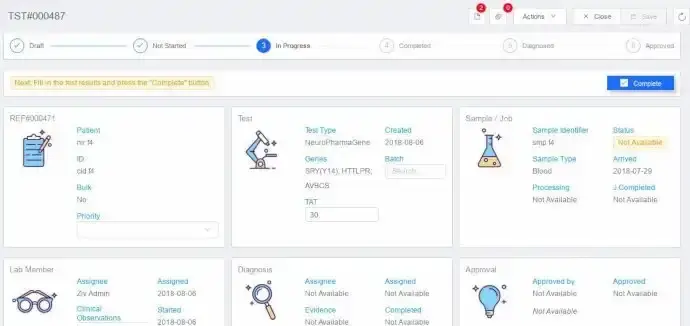 TST#000487
2
0
Actions
Close
Save
Draft
Not Started
3 In Progress
4 Completed
5 Diagnosed
6 Approved
Next: Fill in the test results and press the "Complete" button
Complete
REF#000471
Patient
nir f4
ID
cid f4
Bulk
No
Priority
Test
Test Type
NeuroPharmaGene
Genes
SRY(Y14), HTTLPR,
AVBCS
TAT
30
Created
2018-08-06
Batch
Search...
Sample / Job
Sample Identifier
smp f4
Sample Type
Blood
Processing
Not Available
Status
Not Available
Arrived
2018-07-29
J.Completed
Not Available
Lab Member
Assignee
Ziv Admin
Clinical
Observations
Assigned
2018-08-06
Started
2018-08-06
Diagnosis
Assignee
Not Available
Evidence
Not Available
Assigned
Not Available
Completed
Not Available
Approval
Approved by
Not Available
Not Available
Approved
Not Available